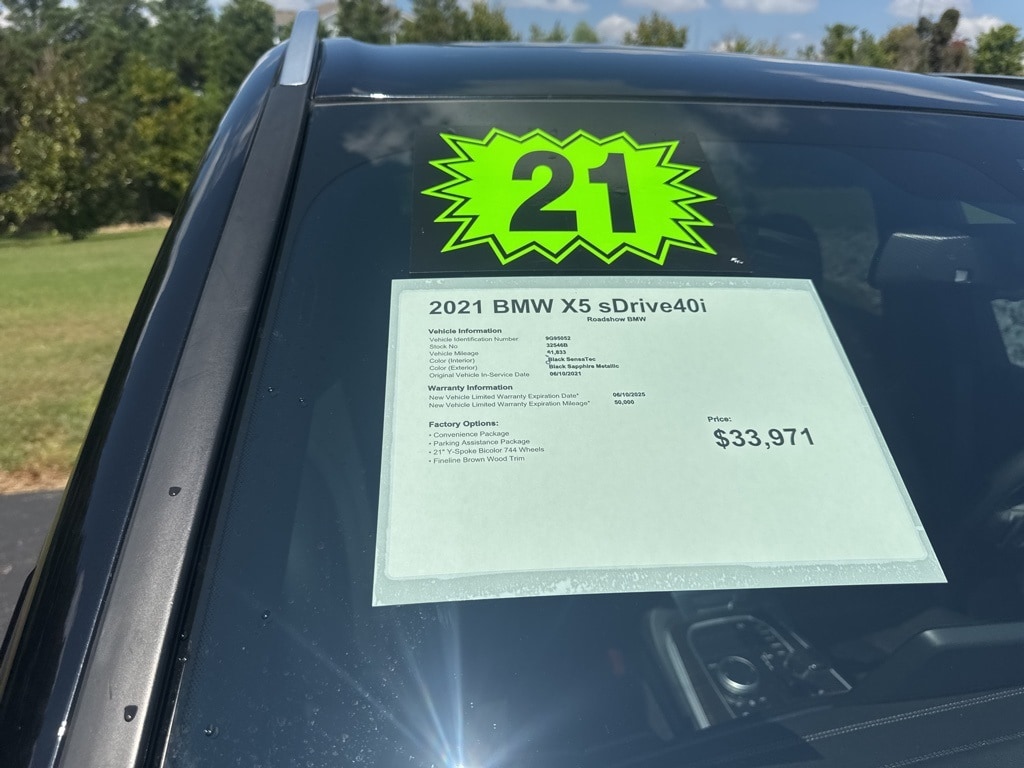 21
2021 BMW X5 sDrive40i
Roadshow BMW
Vehicle Information
Vehicle Identification Number 9G95052
Stock No 32546B
Vehicle Mileage 61,833
Color (Interior) Black SensaTec
Color (Exterior) Black Sapphire Metallic
Original Vehicle In-Service Date 06/10/2021
Warranty Information
New Vehicle Limited Warranty Expiration Date* 06/10/2025
New Vehicle Limited Warranty Expiration Mileage* 50,000
Factory Options:
• Convenience Package
• Parking Assistance Package
• 21" Y-Spoke Bicolor 744 Wheels
• Fineline Brown Wood Trim
Price:
$33,971